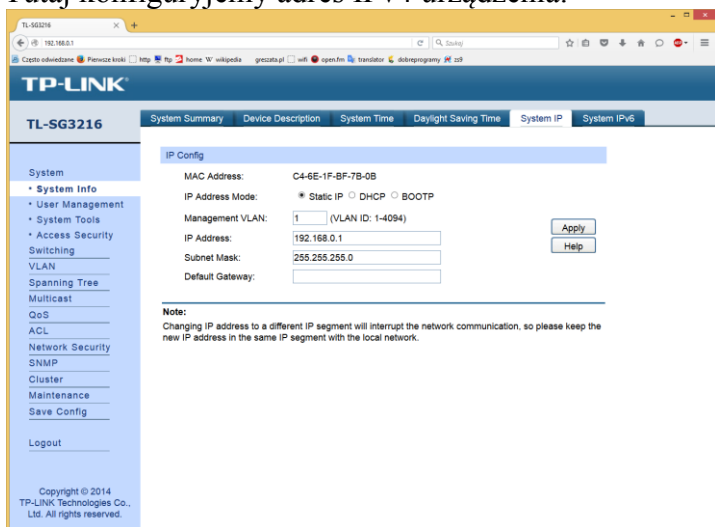 Tutaj konfigurujemy adres IPv4 urządzenia.
TL-SG3216
192.168.0.1
Szukaj
Często odwiedzane Pierwsze kroki http ftp home W wikipedia greszata.pl wifi open.fm translator dobreprogramy zs9
TP-LINK
TL-SG3216
System Summary Device Description System Time Daylight Saving Time System IP System IPv6
System
• System Info
• User Management
• System Tools
• Access Security
Switching
VLAN
Spanning Tree
Multicast
QoS
ACL
Network Security
SNMP
Cluster
Maintenance
Save Config
Logout
Copyright © 2014
TP-LINK Technologies Co.,
Ltd. All rights reserved.
IP Config
MAC Address: C4-6E-1F-BF-7B-0B
IP Address Mode: Static IP DHCP BOOTP
Management VLAN: 1 (VLAN ID: 1-4094)
IP Address: 192.168.0.1
Subnet Mask: 255.255.255.0
Default Gateway:
Apply
Help
Note:
Changing IP address to a different IP segment will interrupt the network communication, so please keep the
new IP address in the same IP segment with the local network.